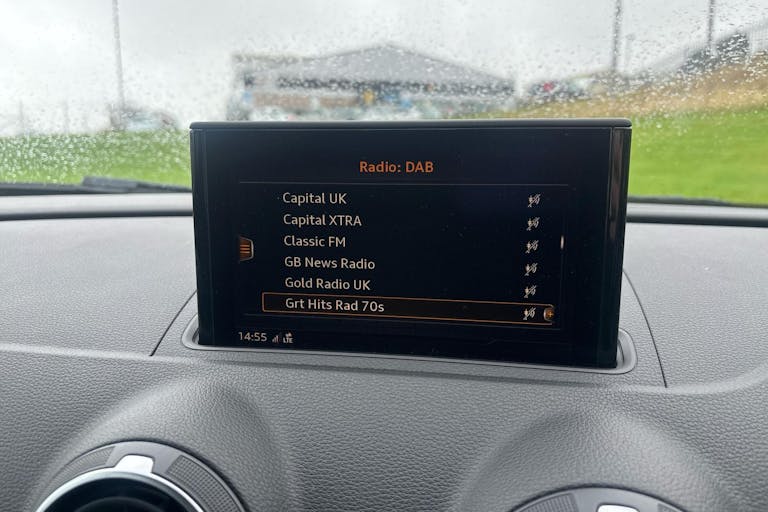 Radio: DAB
Capital UK
Capital XTRA
Classic FM
GB News Radio
Gold Radio UK
Grt Hits Rad 70s
14:55 LTE